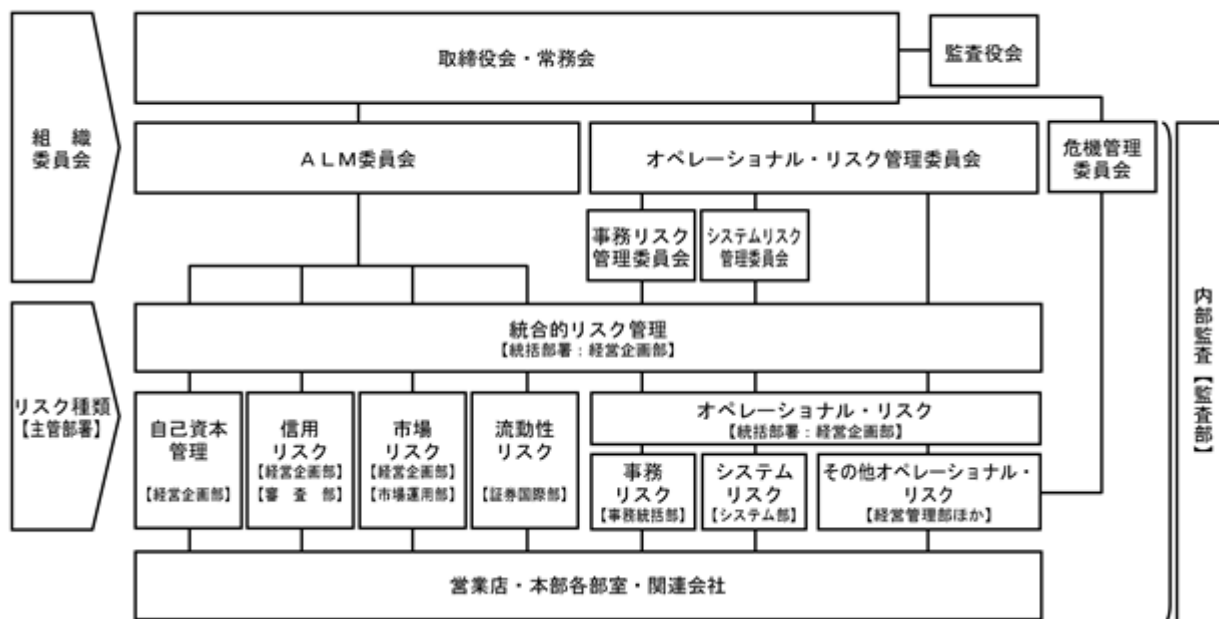 取締役会・常務会
監査役会
組 織
委員会
ALM委員会
オペレーショナル・リスク管理委員会
危機管理
委員会
事務リスク
管理委員会
システムリスク
管理委員会
統合的リスク管理
【統括部署：経営企画部】
リスク種類
【主管部署】
自己資本
管理
【経営企画部】
信用
リスク
【経営企画部】
【審 査 部】
市場
リスク
【経営企画部】
【市場運用部】
流動性
リスク
【証券国際部】
オペレーショナル・リスク
【統括部署：経営企画部】
事務
リスク
【事務統括部】
システム
リスク
【システム部】
その他オペレーショナル・
リスク
【経営管理部ほか】
営業店・本部各部室・関連会社
内部監査【監査部】